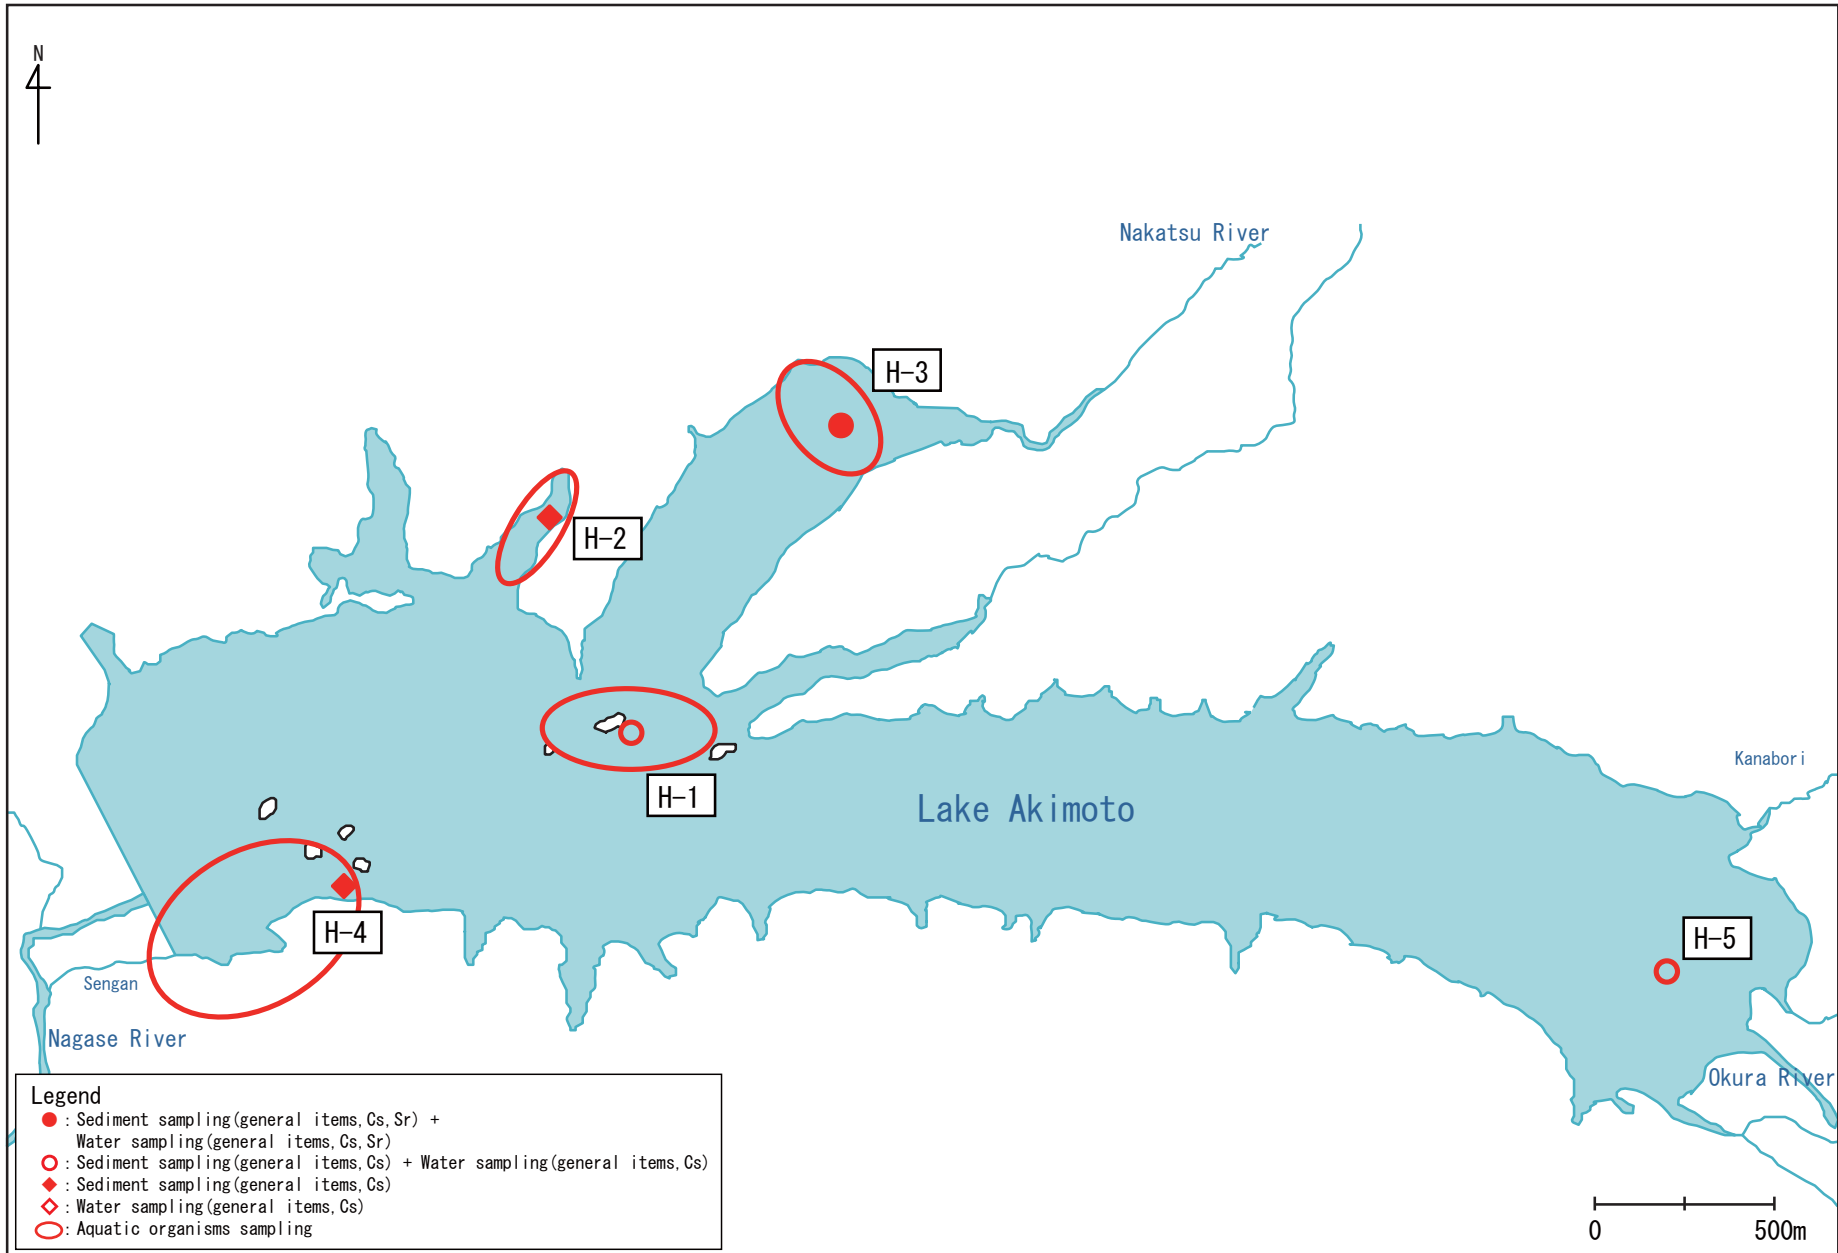 N
Nakatsu River
H-3
H-2
H-1
Lake Akimoto
Kanabori
H-4
H-5
Sengan
Nagase River
Okura River
Legend
: Sediment sampling(general items,Cs,Sr) +
Water sampling(general items,Cs,Sr)
: Sediment sampling(general items,Cs) + Water sampling(general items,Cs)
: Sediment sampling(general items,Cs)
: Water sampling(general items,Cs)
: Aquatic organisms sampling
0 500m